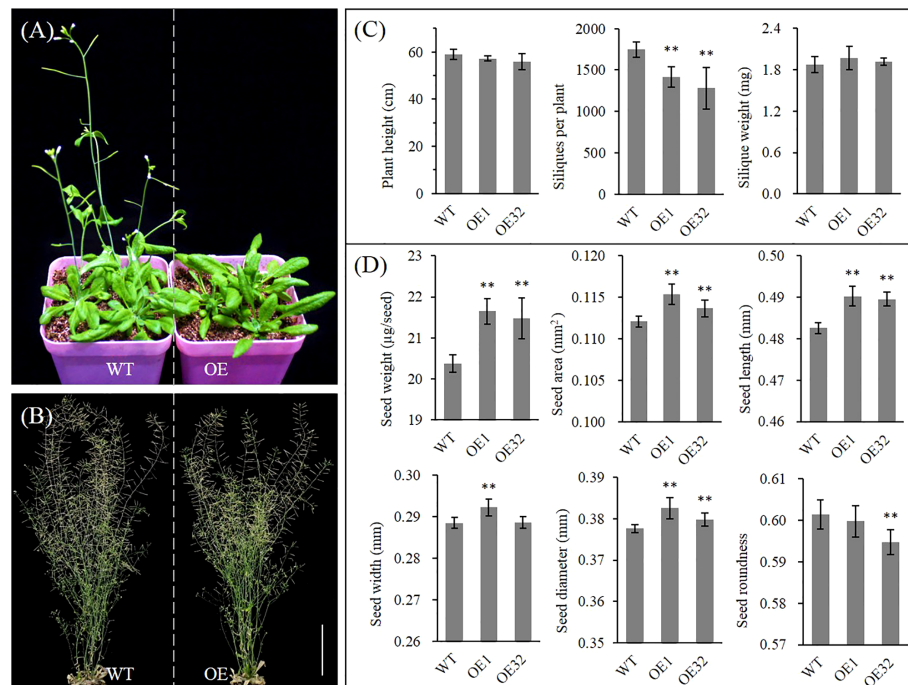 (A)
WT
OE
(B)
WT
OE
(C)
Plant height (cm)
80
60
40
20
0
WT
OE1
OE32
Siliques per plant
2000
1500
1000
500
0
**
**
WT
OE1
OE32
Silique weight (mg)
2.4
1.8
1.2
0.6
0.0
WT
OE1
OE32
(D)
Seed weight (µg/seed)
23
22
21
20
19
**
**
WT
OE1
OE32
Seed area (mm²)
0.120
0.115
0.110
0.105
0.100
**
**
WT
OE1
OE32
Seed length (mm)
0.50
0.49
0.48
0.47
0.46
**
**
WT
OE1
OE32
Seed width (mm)
0.30
0.29
0.28
0.27
0.26
**
WT
OE1
OE32
Seed diameter (mm)
0.39
0.38
0.37
0.36
0.35
**
**
WT
OE1
OE32
Seed roundness
0.61
0.60
0.59
0.58
0.57
**
WT
OE1
OE32